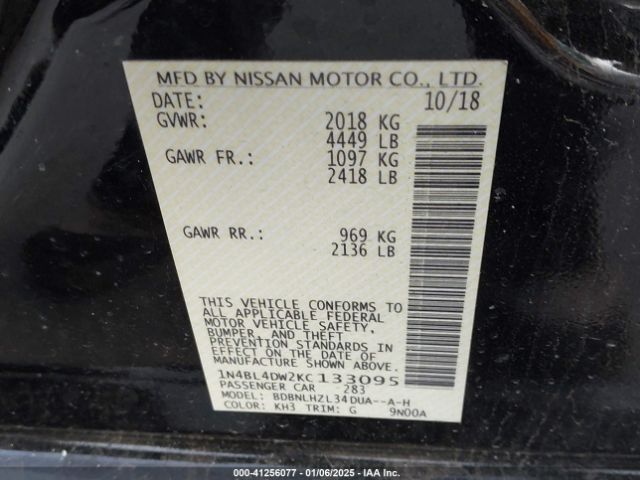 MFD BY NISSAN MOTOR CO., LTD.
DATE: 10/18
GVWR: 2018 KG
4449 LB
GAWR FR.: 1097 KG
2418 LB
GAWR RR.: 969 KG
2136 LB
THIS VEHICLE CONFORMS TO
ALL APPLICABLE FEDERAL
MOTOR VEHICLE SAFETY,
BUMPER, AND THEFT
PREVENTION STANDARDS IN
EFFECT ON THE DATE OF
MANUFACTURE SHOWN ABOVE.
1N4BL4DW2KC133095
PASSENGER CAR 283
MODEL: BDBNLHZL34DUA--A-H
COLOR: KH3 TRIM: G 9N00A
000-41256077 - 01/06/2025 - IAA Inc.